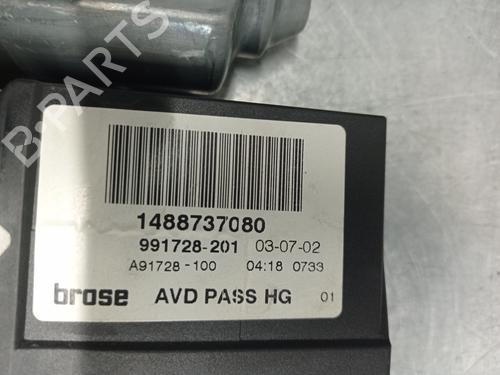 B-PARTS
1488737080
991728-201 03-07-02
A91728-100 04:18 0733
brose AVD PASS HG 01